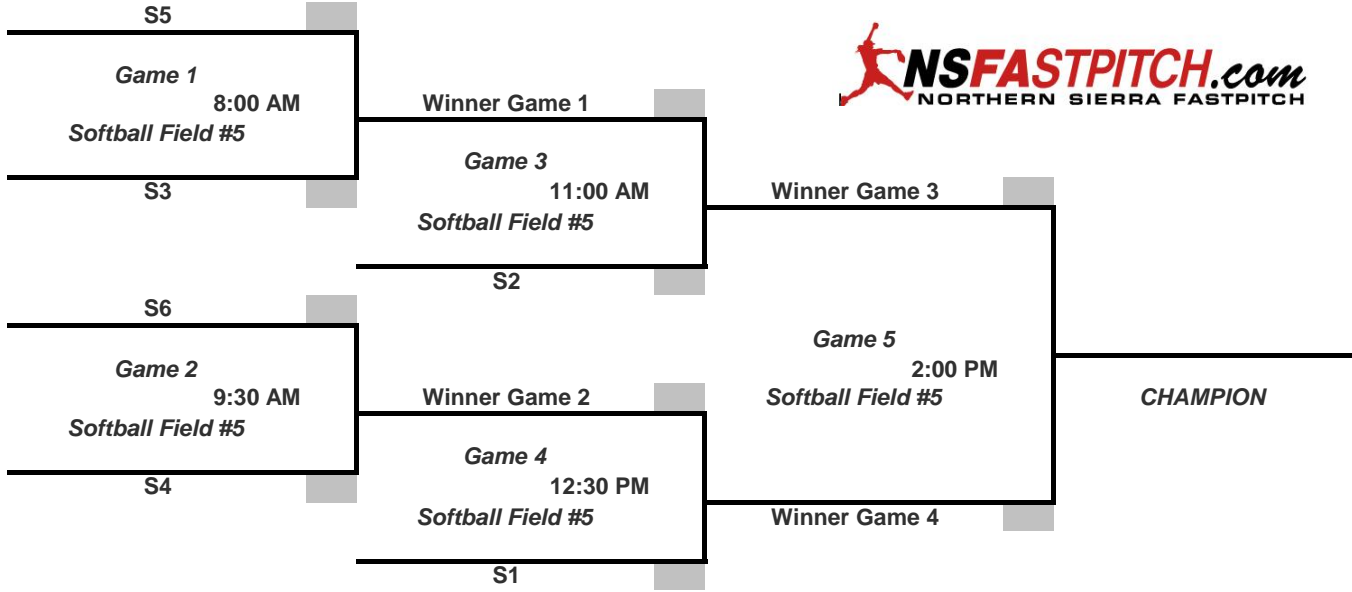 S5
Game 1
8:00 AM
Softball Field #5
S3
NSFASTPITCH.com
NORTHERN SIERRA FASTPITCH
Winner Game 1
Game 3
11:00 AM
Softball Field #5
S2
Winner Game 3
S6
Game 2
9:30 AM
Softball Field #5
S4
Winner Game 2
Game 4
12:30 PM
Softball Field #5
S1
Game 5
2:00 PM
Softball Field #5
Winner Game 4
CHAMPION